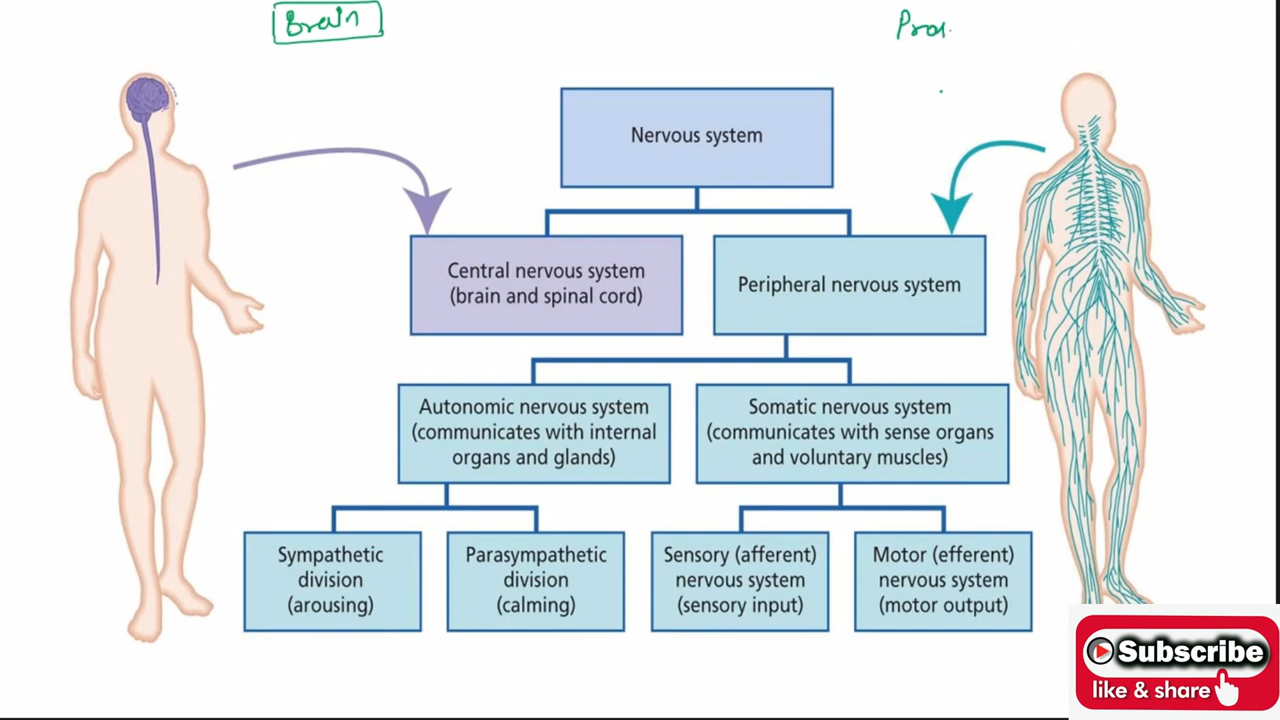 Brain
Nervous system
Central nervous system
(brain and spinal cord)
Peripheral nervous system
Autonomic nervous system
(communicates with internal
organs and glands)
Somatic nervous system
(communicates with sense organs
and voluntary muscles)
Sympathetic
division
(arousing)
Parasympathetic
division
(calming)
Sensory (afferent)
nervous system
(sensory input)
Motor (efferent)
nervous system
(motor output)
Subscribe
like & share